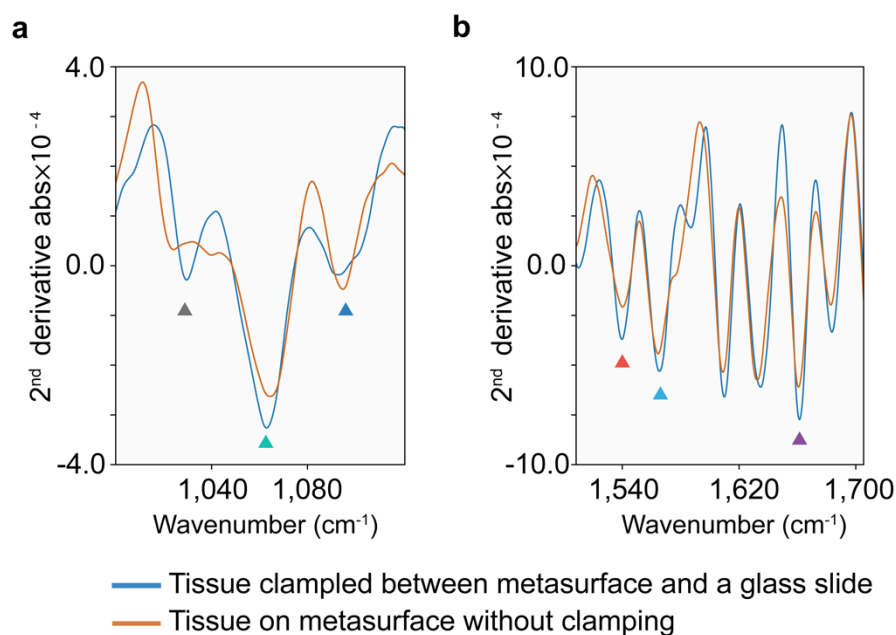 a
b
4.0
0.0
-4.0
2nd derivative abs×10⁻⁴
1,040
1,080
Wavenumber (cm⁻¹)
10.0
0.0
-10.0
2nd derivative abs×10⁻⁴
1,540
1,620
1,700
Wavenumber (cm⁻¹)
Tissue clampled between metasurface and a glass slide
Tissue on metasurface without clamping